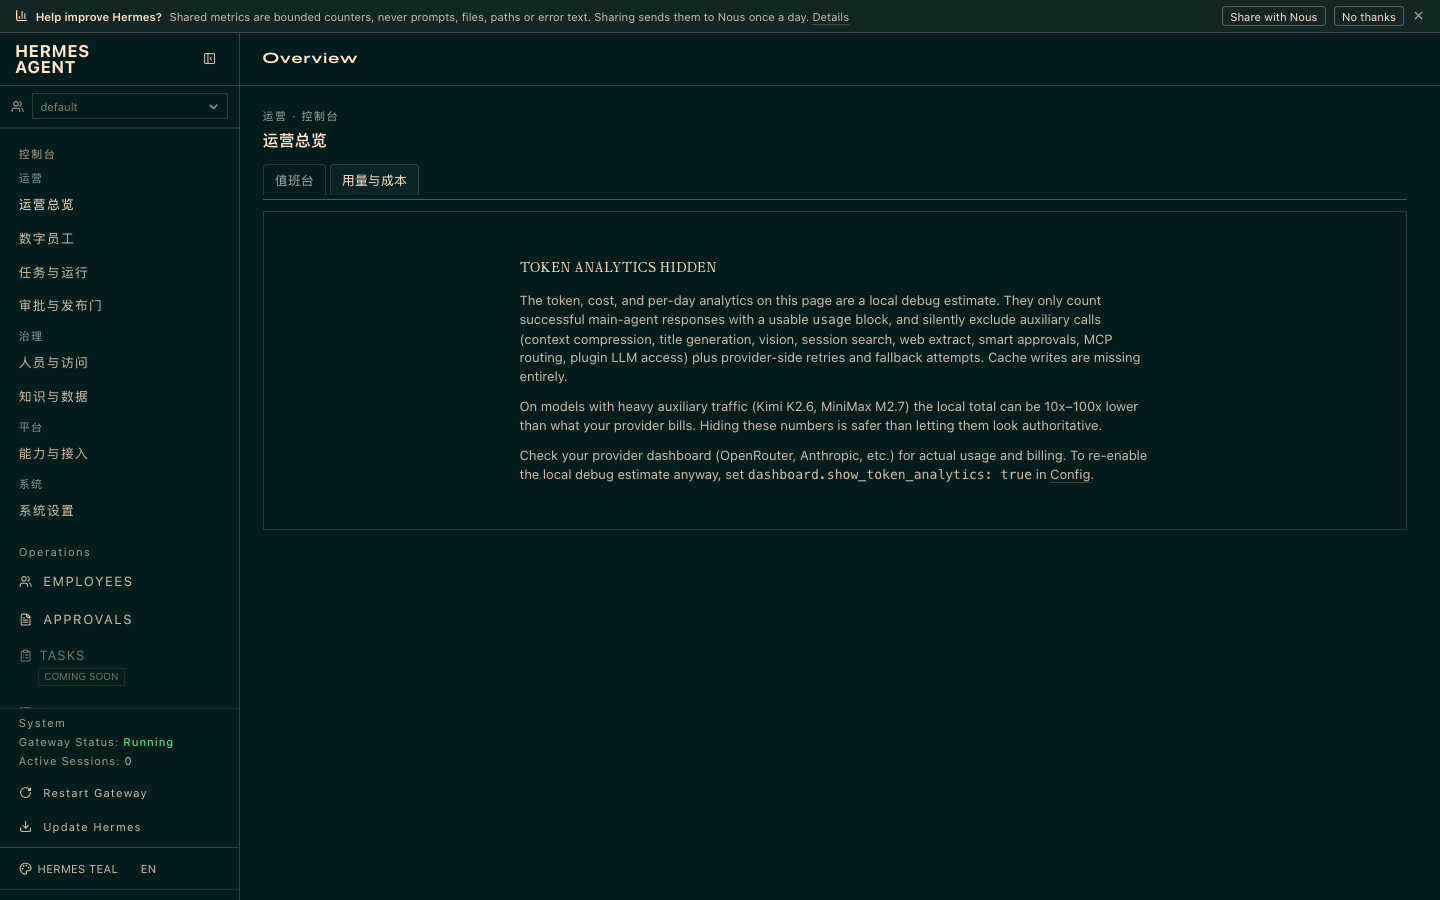 Help improve Hermes? Shared metrics are bounded counters, never prompts, files, paths or error text. Sharing sends them to Nous once a day. Details
Share with Nous
No thanks
HERMES
AGENT
Overview
default
控制台
运营
运营总览
数字员工
任务与运行
审批与发布门
治理
人员与访问
知识与数据
平台
能力与接入
系统
系统设置
Operations
EMPLOYEES
APPROVALS
TASKS
COMING SOON
System
Gateway Status: Running
Active Sessions: 0
Restart Gateway
Update Hermes
HERMES TEAL
EN
运营 · 控制台
运营总览
值班台
用量与成本
TOKEN ANALYTICS HIDDEN
The token, cost, and per-day analytics on this page are a local debug estimate. They only count
successful main-agent responses with a usable usage block, and silently exclude auxiliary calls
(context compression, title generation, vision, session search, web extract, smart approvals, MCP
routing, plugin LLM access) plus provider-side retries and fallback attempts. Cache writes are missing
entirely.
On models with heavy auxiliary traffic (Kimi K2.6, MiniMax M2.7) the local total can be 10x–100x lower
than what your provider bills. Hiding these numbers is safer than letting them look authoritative.
Check your provider dashboard (OpenRouter, Anthropic, etc.) for actual usage and billing. To re-enable
the local debug estimate anyway, set dashboard.show_token_analytics: true in Config.